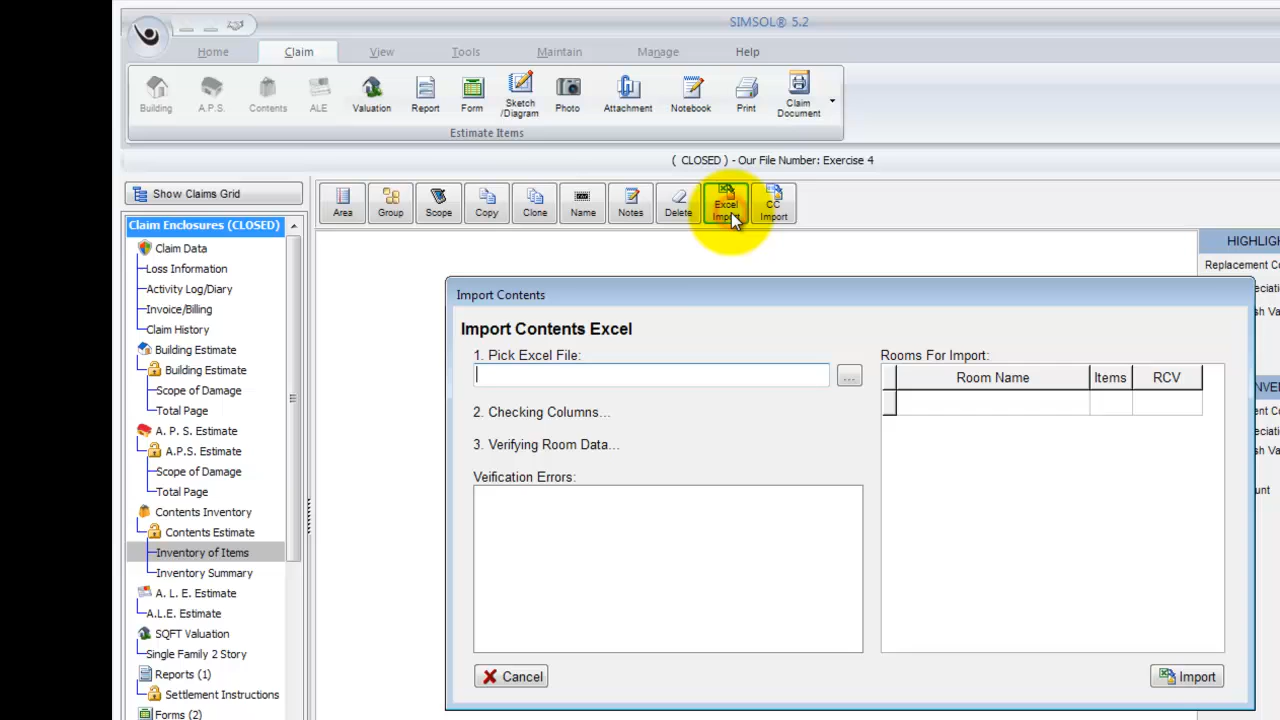 SIMSOL® 5.2
Home Claim View Tools Maintain Manage Help
Building A.P.S. Contents ALE Valuation Report Form Sketch /Diagram Photo Attachment Notebook Print Claim Document
Estimate Items
( CLOSED ) - Our File Number: Exercise 4
Show Claims Grid
Area Group Scope Copy Clone Name Notes Delete Excel Import CC Import
Claim Enclosures (CLOSED)
Claim Data
Loss Information
Activity Log/Diary
Invoice/Billing
Claim History
Building Estimate
Building Estimate
Scope of Damage
Total Page
A. P. S. Estimate
A.P.S. Estimate
Scope of Damage
Total Page
Contents Inventory
Contents Estimate
Inventory of Items
Inventory Summary
A. L. E. Estimate
A.L.E. Estimate
SQFT Valuation
Single Family 2 Story
Reports (1)
Settlement Instructions
Forms (2)
Import Contents
Import Contents Excel
1. Pick Excel File:
...
2. Checking Columns...
3. Verifying Room Data...
Veification Errors:
Rooms For Import:
Room Name Items RCV
Cancel
Import
HIGHLIGH
Replacement Co